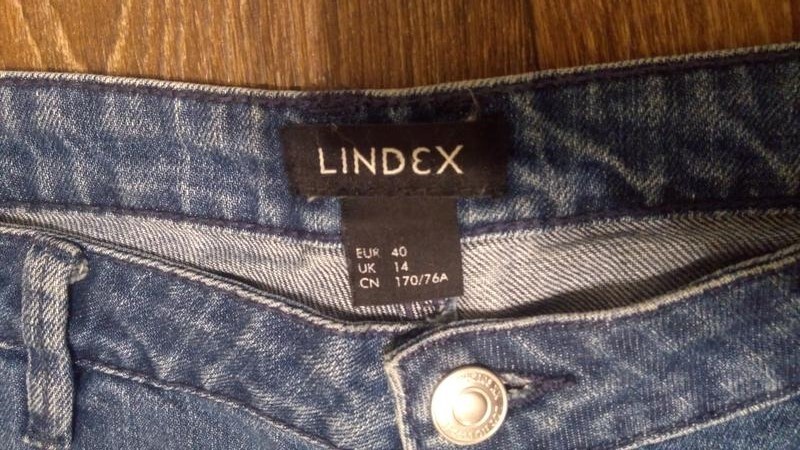 LINDEX
EUR 40
UK 14
CN 170/76A